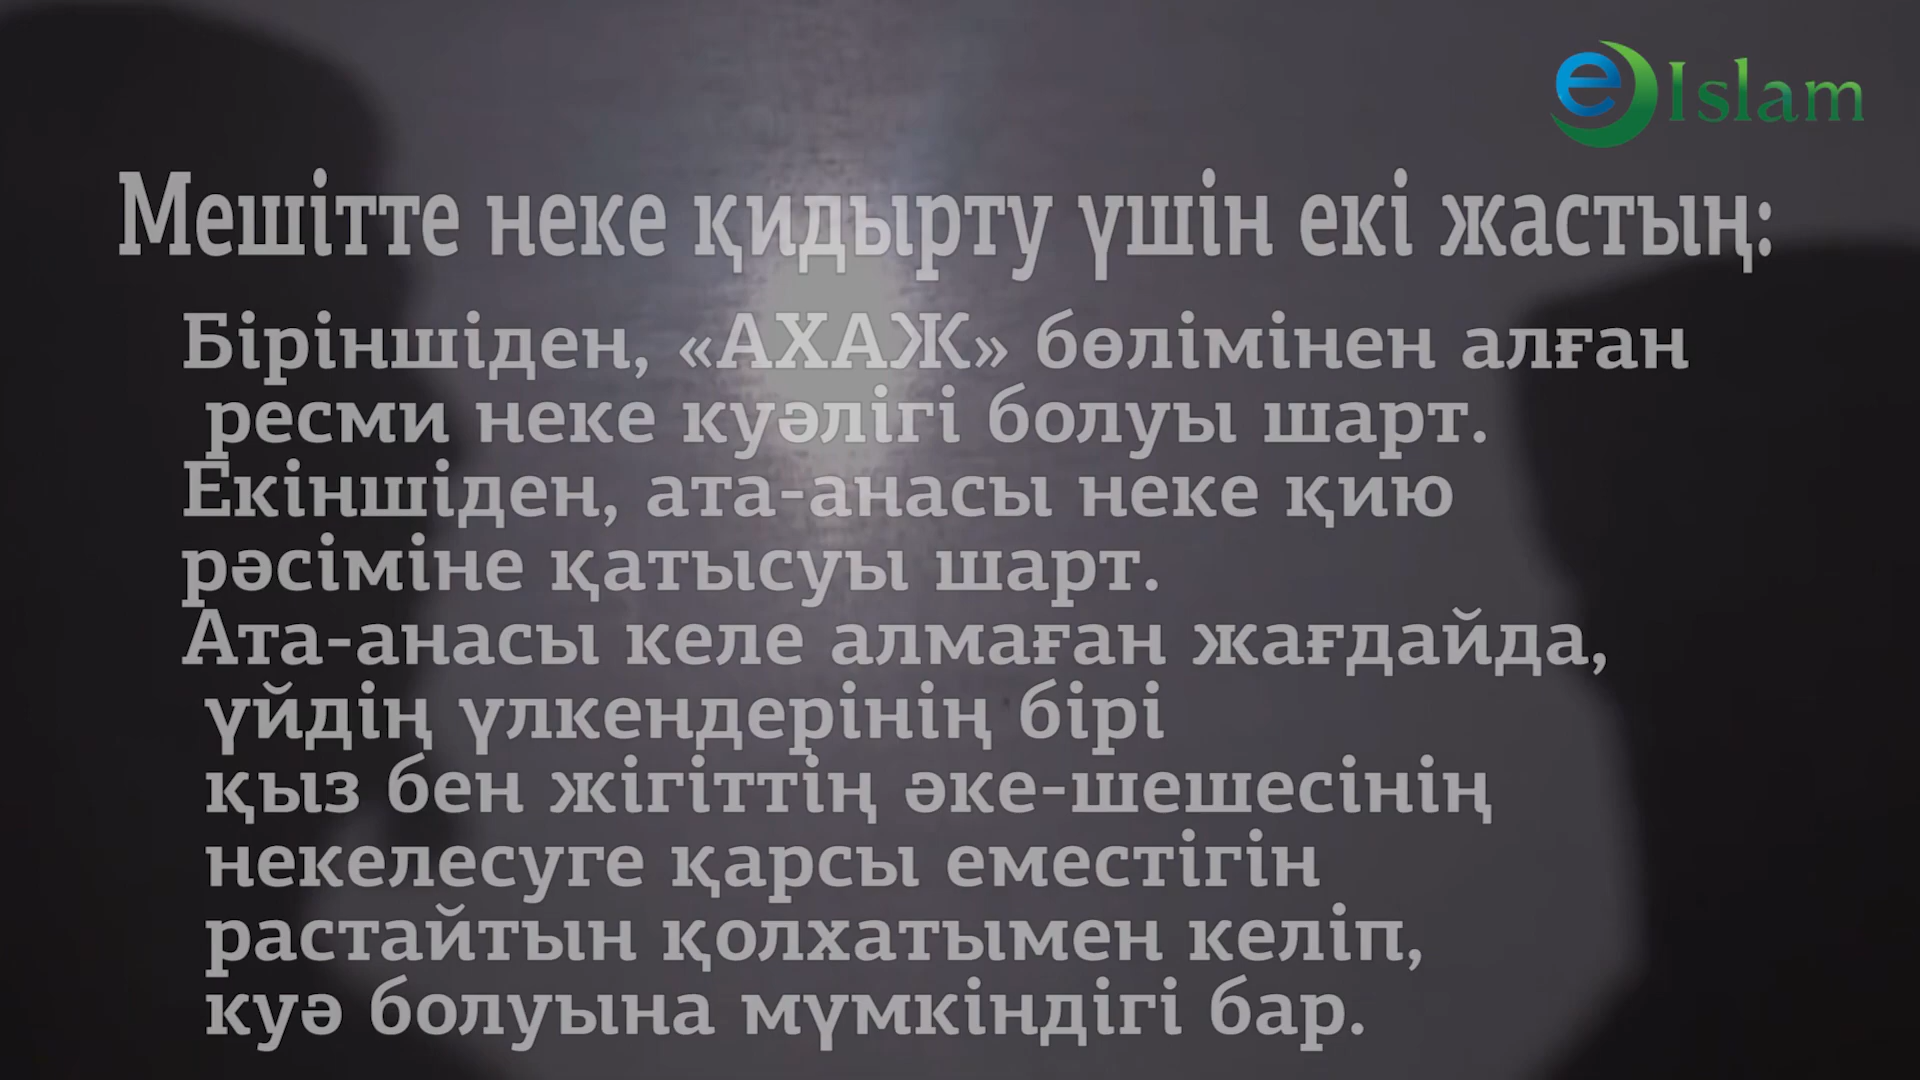 e Islam
Мешітте неке қидырту үшін екі жастың:
Біріншіден, «АХАЖ» бөлімінен алған
ресми неке куәлігі болуы шарт.
Екіншіден, ата-анасы неке қию
рәсіміне қатысуы шарт.
Ата-анасы келе алмаған жағдайда,
үйдің үлкендерінің бірі
қыз бен жігіттің әке-шешесінің
некелесуге қарсы еместігін
растайтын қолхатымен келіп,
куә болуына мүмкіндігі бар.